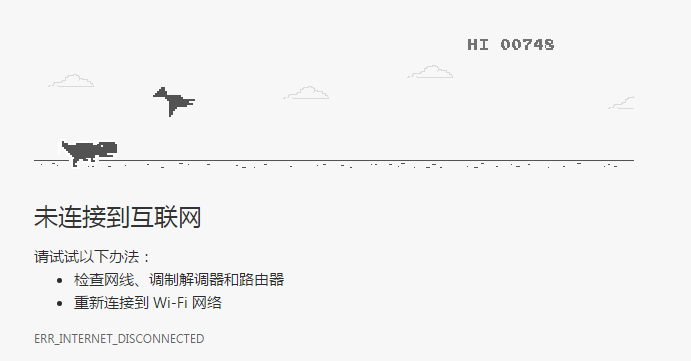 HI 00748
未连接到互联网
请试试以下办法：
检查网线、调制解调器和路由器
重新连接到 Wi-Fi 网络
ERR_INTERNET_DISCONNECTED